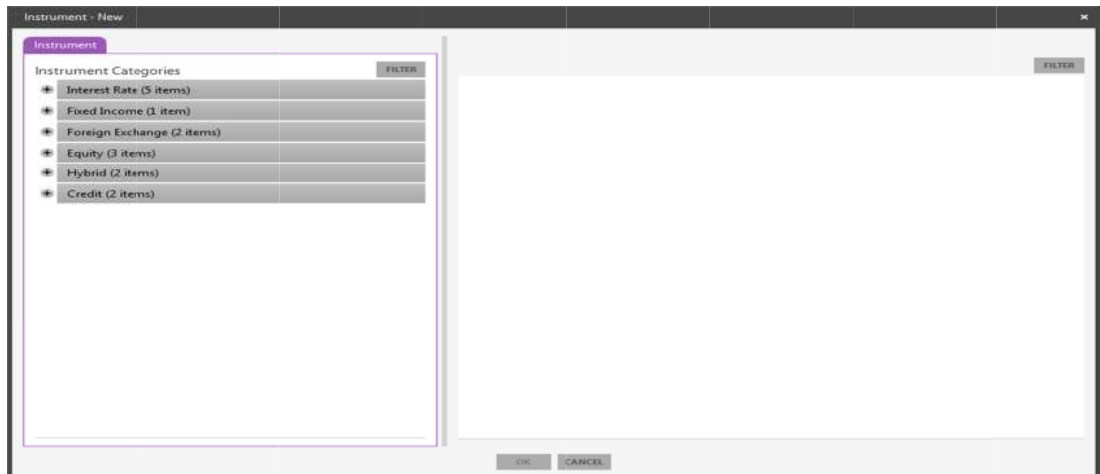 Instrument - New
Instrument
Instrument Categories
FILTER
Interest Rate (5 items)
Fixed Income (1 item)
Foreign Exchange (2 items)
Equity (3 items)
Hybrid (2 items)
Credit (2 items)
FILTER
OK
CANCEL